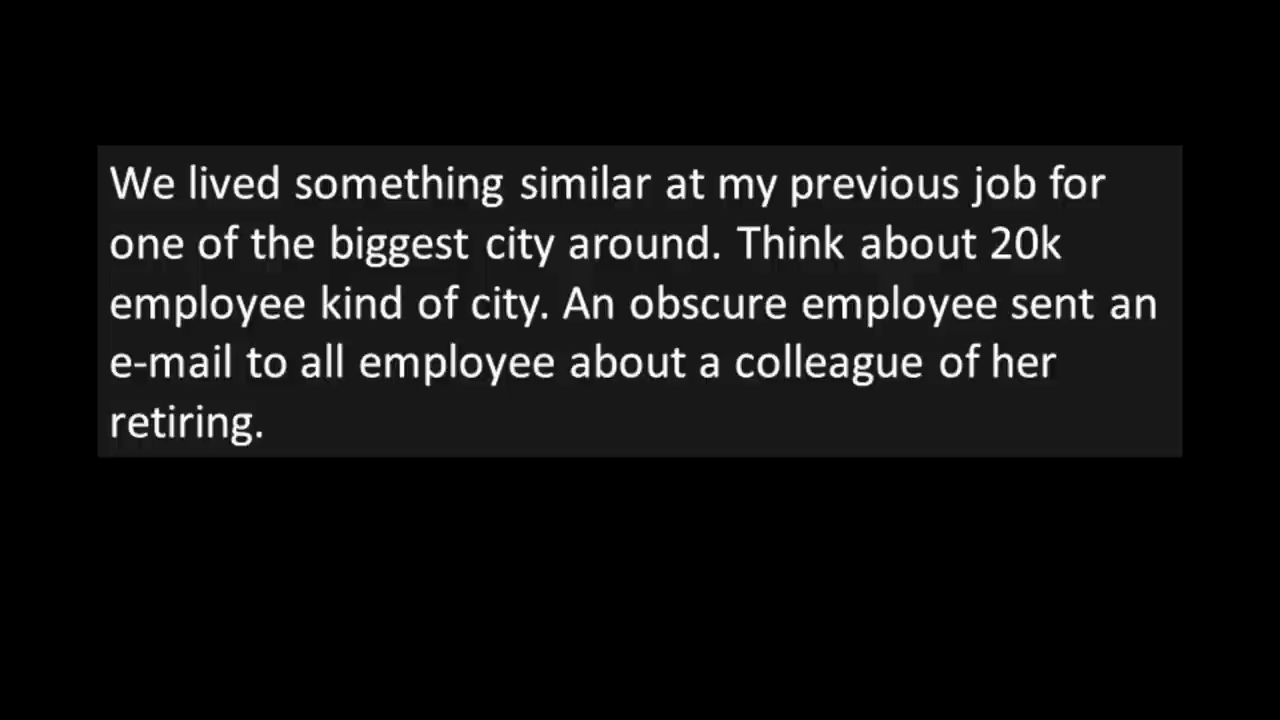 We lived something similar at my previous job for
one of the biggest city around. Think about 20k
employee kind of city. An obscure employee sent an
e-mail to all employee about a colleague of her
retiring.